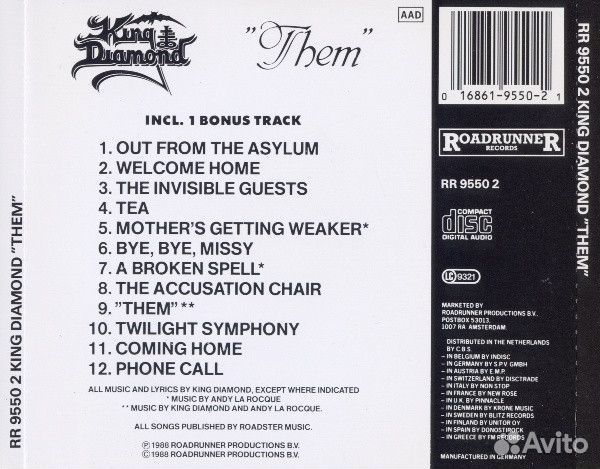 RR 9550 2 KING DIAMOND "THEM"
King Diamond
"Them"
AAD
INCL. 1 BONUS TRACK
1. OUT FROM THE ASYLUM
2. WELCOME HOME
3. THE INVISIBLE GUESTS
4. TEA
5. MOTHER'S GETTING WEAKER*
6. BYE, BYE, MISSY
7. A BROKEN SPELL*
8. THE ACCUSATION CHAIR
9. "THEM"**
10. TWILIGHT SYMPHONY
11. COMING HOME
12. PHONE CALL
ALL MUSIC AND LYRICS BY KING DIAMOND, EXCEPT WHERE INDICATED
* MUSIC BY ANDY LA ROCQUE
** MUSIC BY KING DIAMOND AND ANDY LA ROCQUE.
ALL SONGS PUBLISHED BY ROADSTER MUSIC.
Ⓟ 1988 ROADRUNNER PRODUCTIONS B.V.
© 1988 ROADRUNNER PRODUCTIONS B.V.
0 16861-9550-2 1
ROADRUNNER
RECORDS
RR 9550 2
COMPACT
disc
DIGITAL AUDIO
LC 9321
MARKETED BY
ROADRUNNER PRODUCTIONS B.V.
POSTBOX 53013.
1007 RA AMSTERDAM.
DISTRIBUTED IN THE NETHERLANDS
BY C B S
– IN BELGIUM BY INDISC
– IN GERMANY BY S P V GMBH
– IN AUSTRIA BY E.M.P.
– IN SWITZERLAND BY DISCTRADE
– IN ITALY BY NON STOP
– IN FRANCE BY NEW ROSE
– IN U.K. BY PINNACLE
– IN DENMARK BY KRONE MUSIC
– IN SWEDEN BY BLITZ RECORDS
– IN FINLAND BY UNITOR OY
– IN SPAIN BY DONOSTIROCK
– IN GREECE BY FM RECORDS
MANUFACTURED IN GERMANY
RR 9550 2 KING DIAMOND "THEM"
Avito